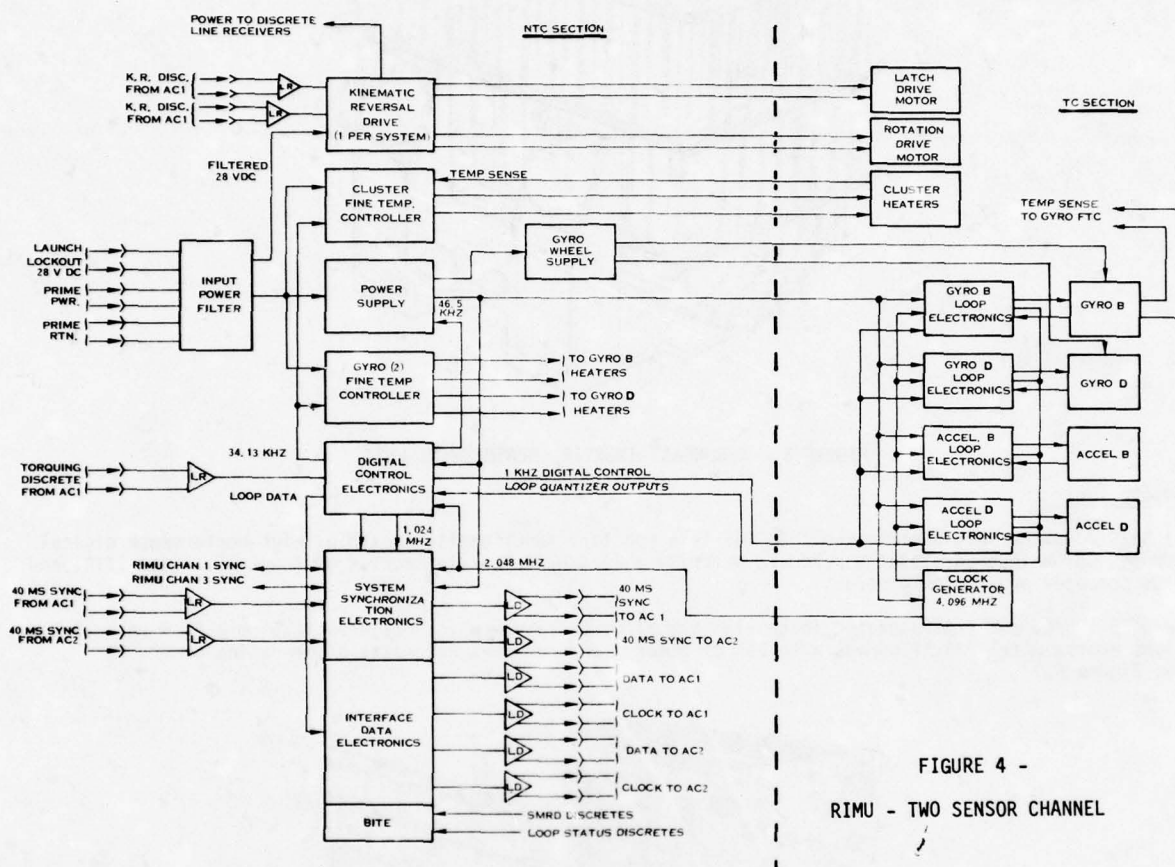 POWER TO DISCRETE
LINE RECEIVERS
NTC SECTION
TC SECTION
K. R. DISC.
FROM AC1
K. R. DISC.
FROM AC1
LR
LR
KINEMATIC
REVERSAL
DRIVE
(1 PER SYSTEM)
LATCH
DRIVE
MOTOR
ROTATION
DRIVE
MOTOR
FILTERED
28 VDC
TEMP SENSE
CLUSTER
FINE TEMP.
CONTROLLER
CLUSTER
HEATERS
TEMP SENSE
TO GYRO FTC
LAUNCH
LOCKOUT
28 V DC
PRIME
PWR.
PRIME
RTN.
INPUT
POWER
FILTER
GYRO
WHEEL
SUPPLY
POWER
SUPPLY
46.5
KHZ
GYRO B
LOOP
ELECTRONICS
GYRO B
GYRO (2)
FINE TEMP
CONTROLLER
TO GYRO B
HEATERS
TO GYRO D
HEATERS
GYRO D
LOOP
ELECTRONICS
GYRO D
34.13 KHZ
TORQUING
DISCRETE
FROM AC1
LR
LOOP DATA
DIGITAL
CONTROL
ELECTRONICS
1 KHZ DIGITAL CONTROL
LOOP QUANTIZER OUTPUTS
ACCEL. B
LOOP
ELECTRONICS
ACCEL B
ACCEL D
LOOP
ELECTRONICS
ACCEL D
1,024
MHZ
2.048 MHZ
CLOCK
GENERATOR
4,096 MHZ
RIMU CHAN 1 SYNC
RIMU CHAN 3 SYNC
40 MS SYNC
FROM AC1
LR
40 MS SYNC
FROM AC2
LR
SYSTEM
SYNCHRONIZATION
ELECTRONICS
LD
40 MS
SYNC
TO AC 1
LD
40 MS SYNC TO AC2
LD
DATA TO AC1
INTERFACE
DATA
ELECTRONICS
LD
CLOCK TO AC1
LD
DATA TO AC2
LD
CLOCK TO AC2
BITE
SMRD DISCRETES
LOOP STATUS DISCRETES
FIGURE 4 -
RIMU - TWO SENSOR CHANNEL